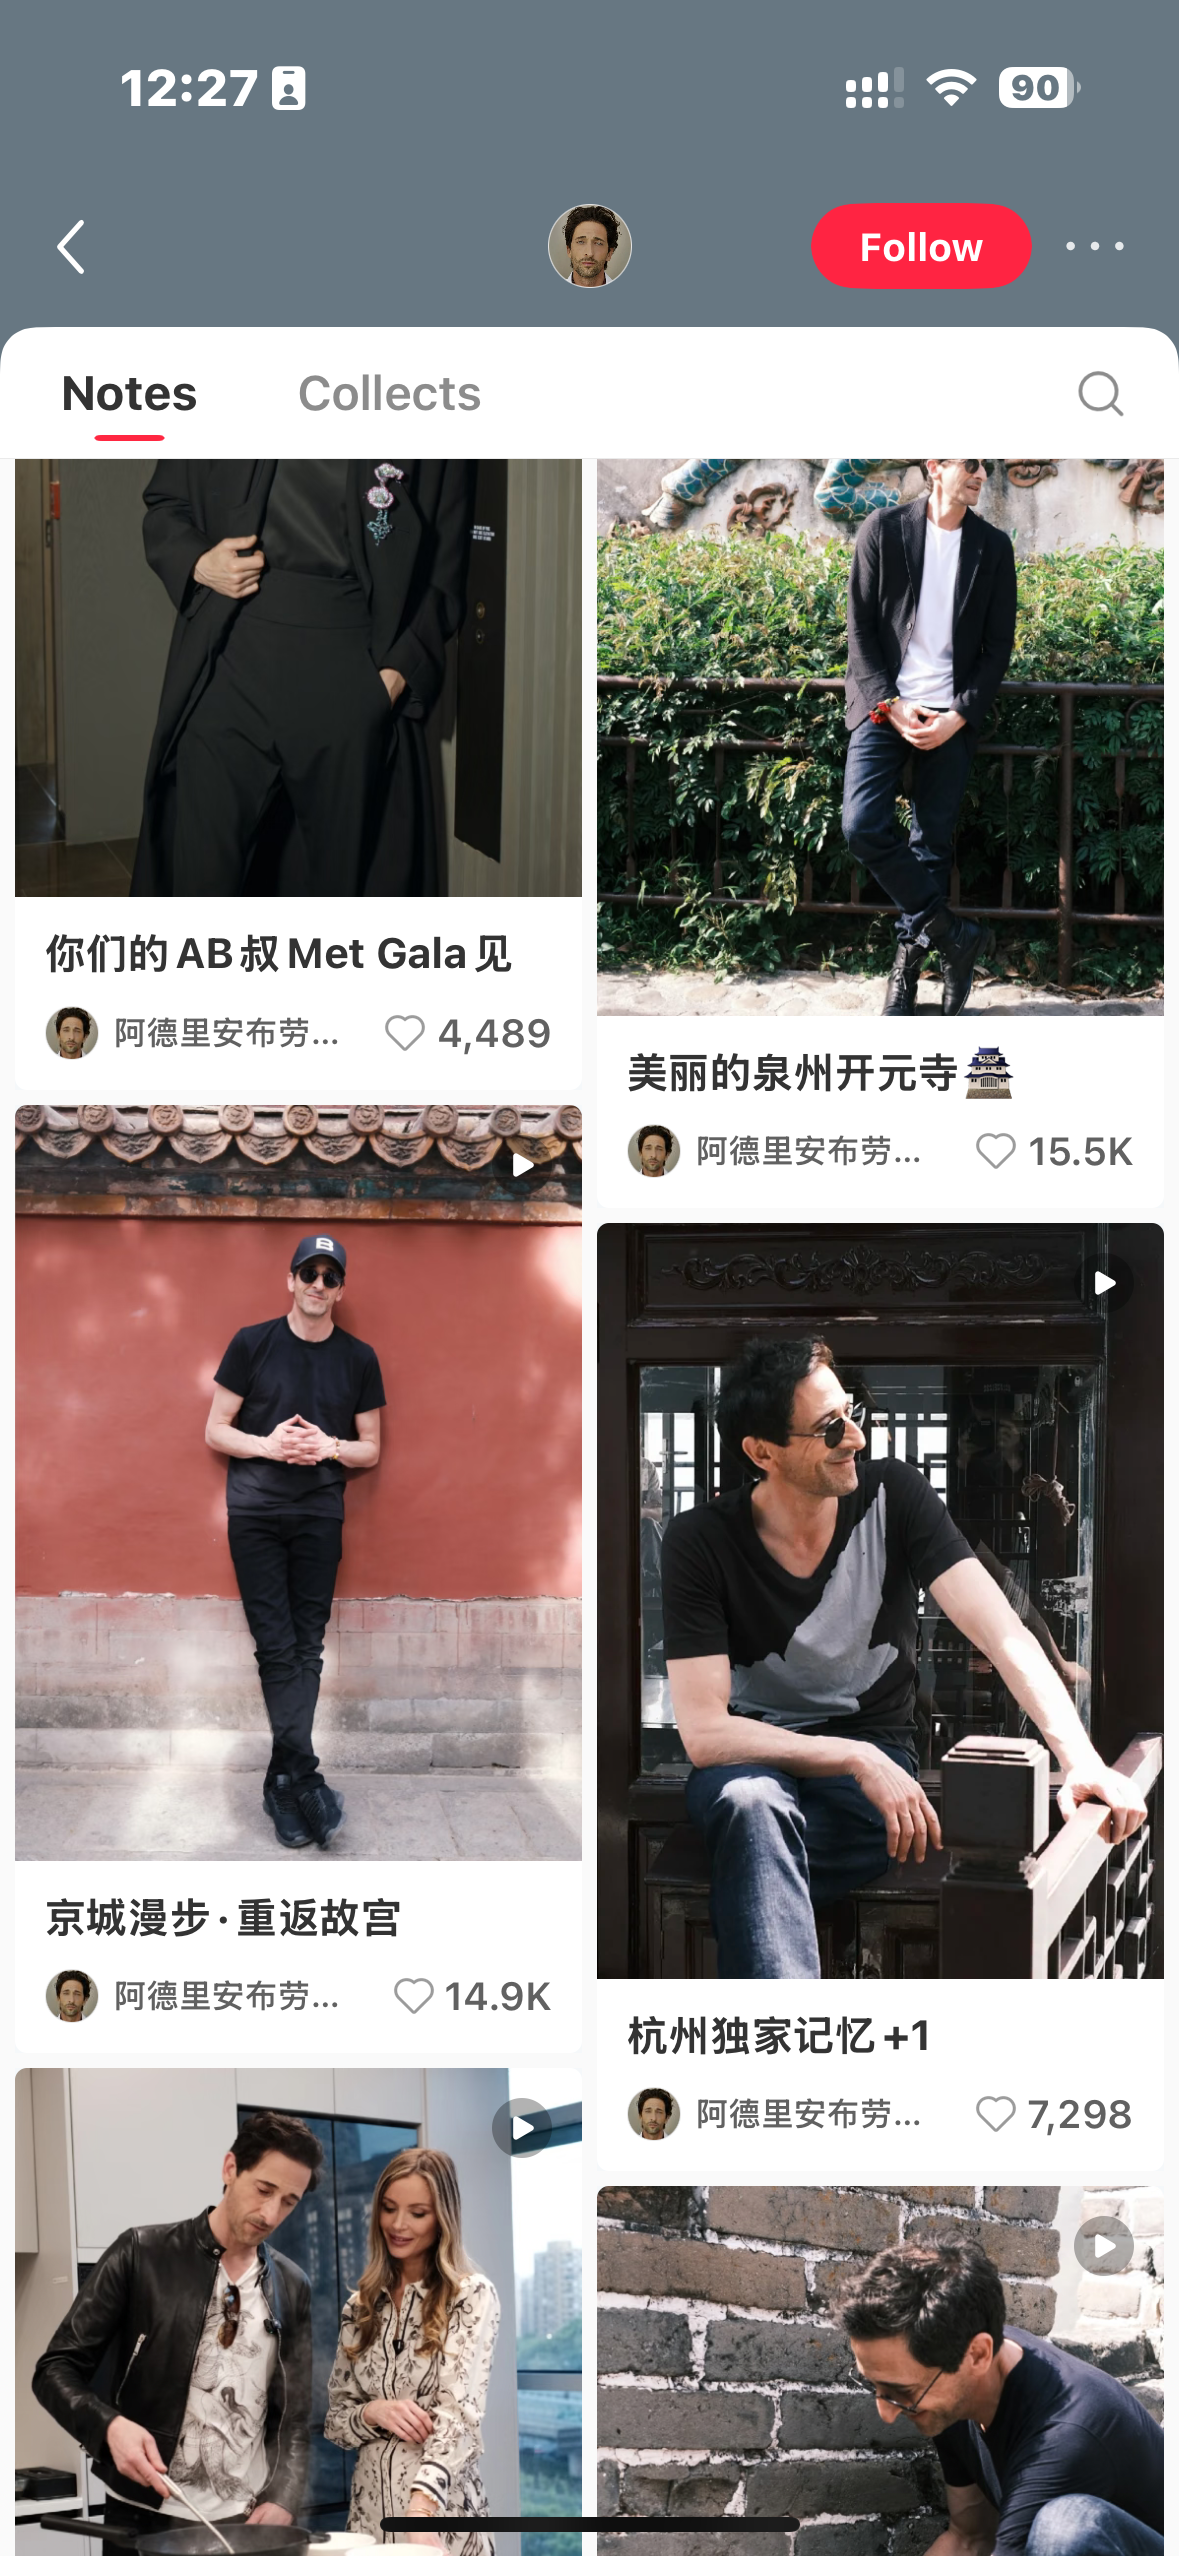 12:27
90
Follow
Notes
Collects
你们的AB叔Met Gala见
阿德里安布劳...
4,489
美丽的泉州开元寺🏯
阿德里安布劳...
15.5K
B
京城漫步·重返故宫
阿德里安布劳...
14.9K
杭州独家记忆+1
阿德里安布劳...
7,298